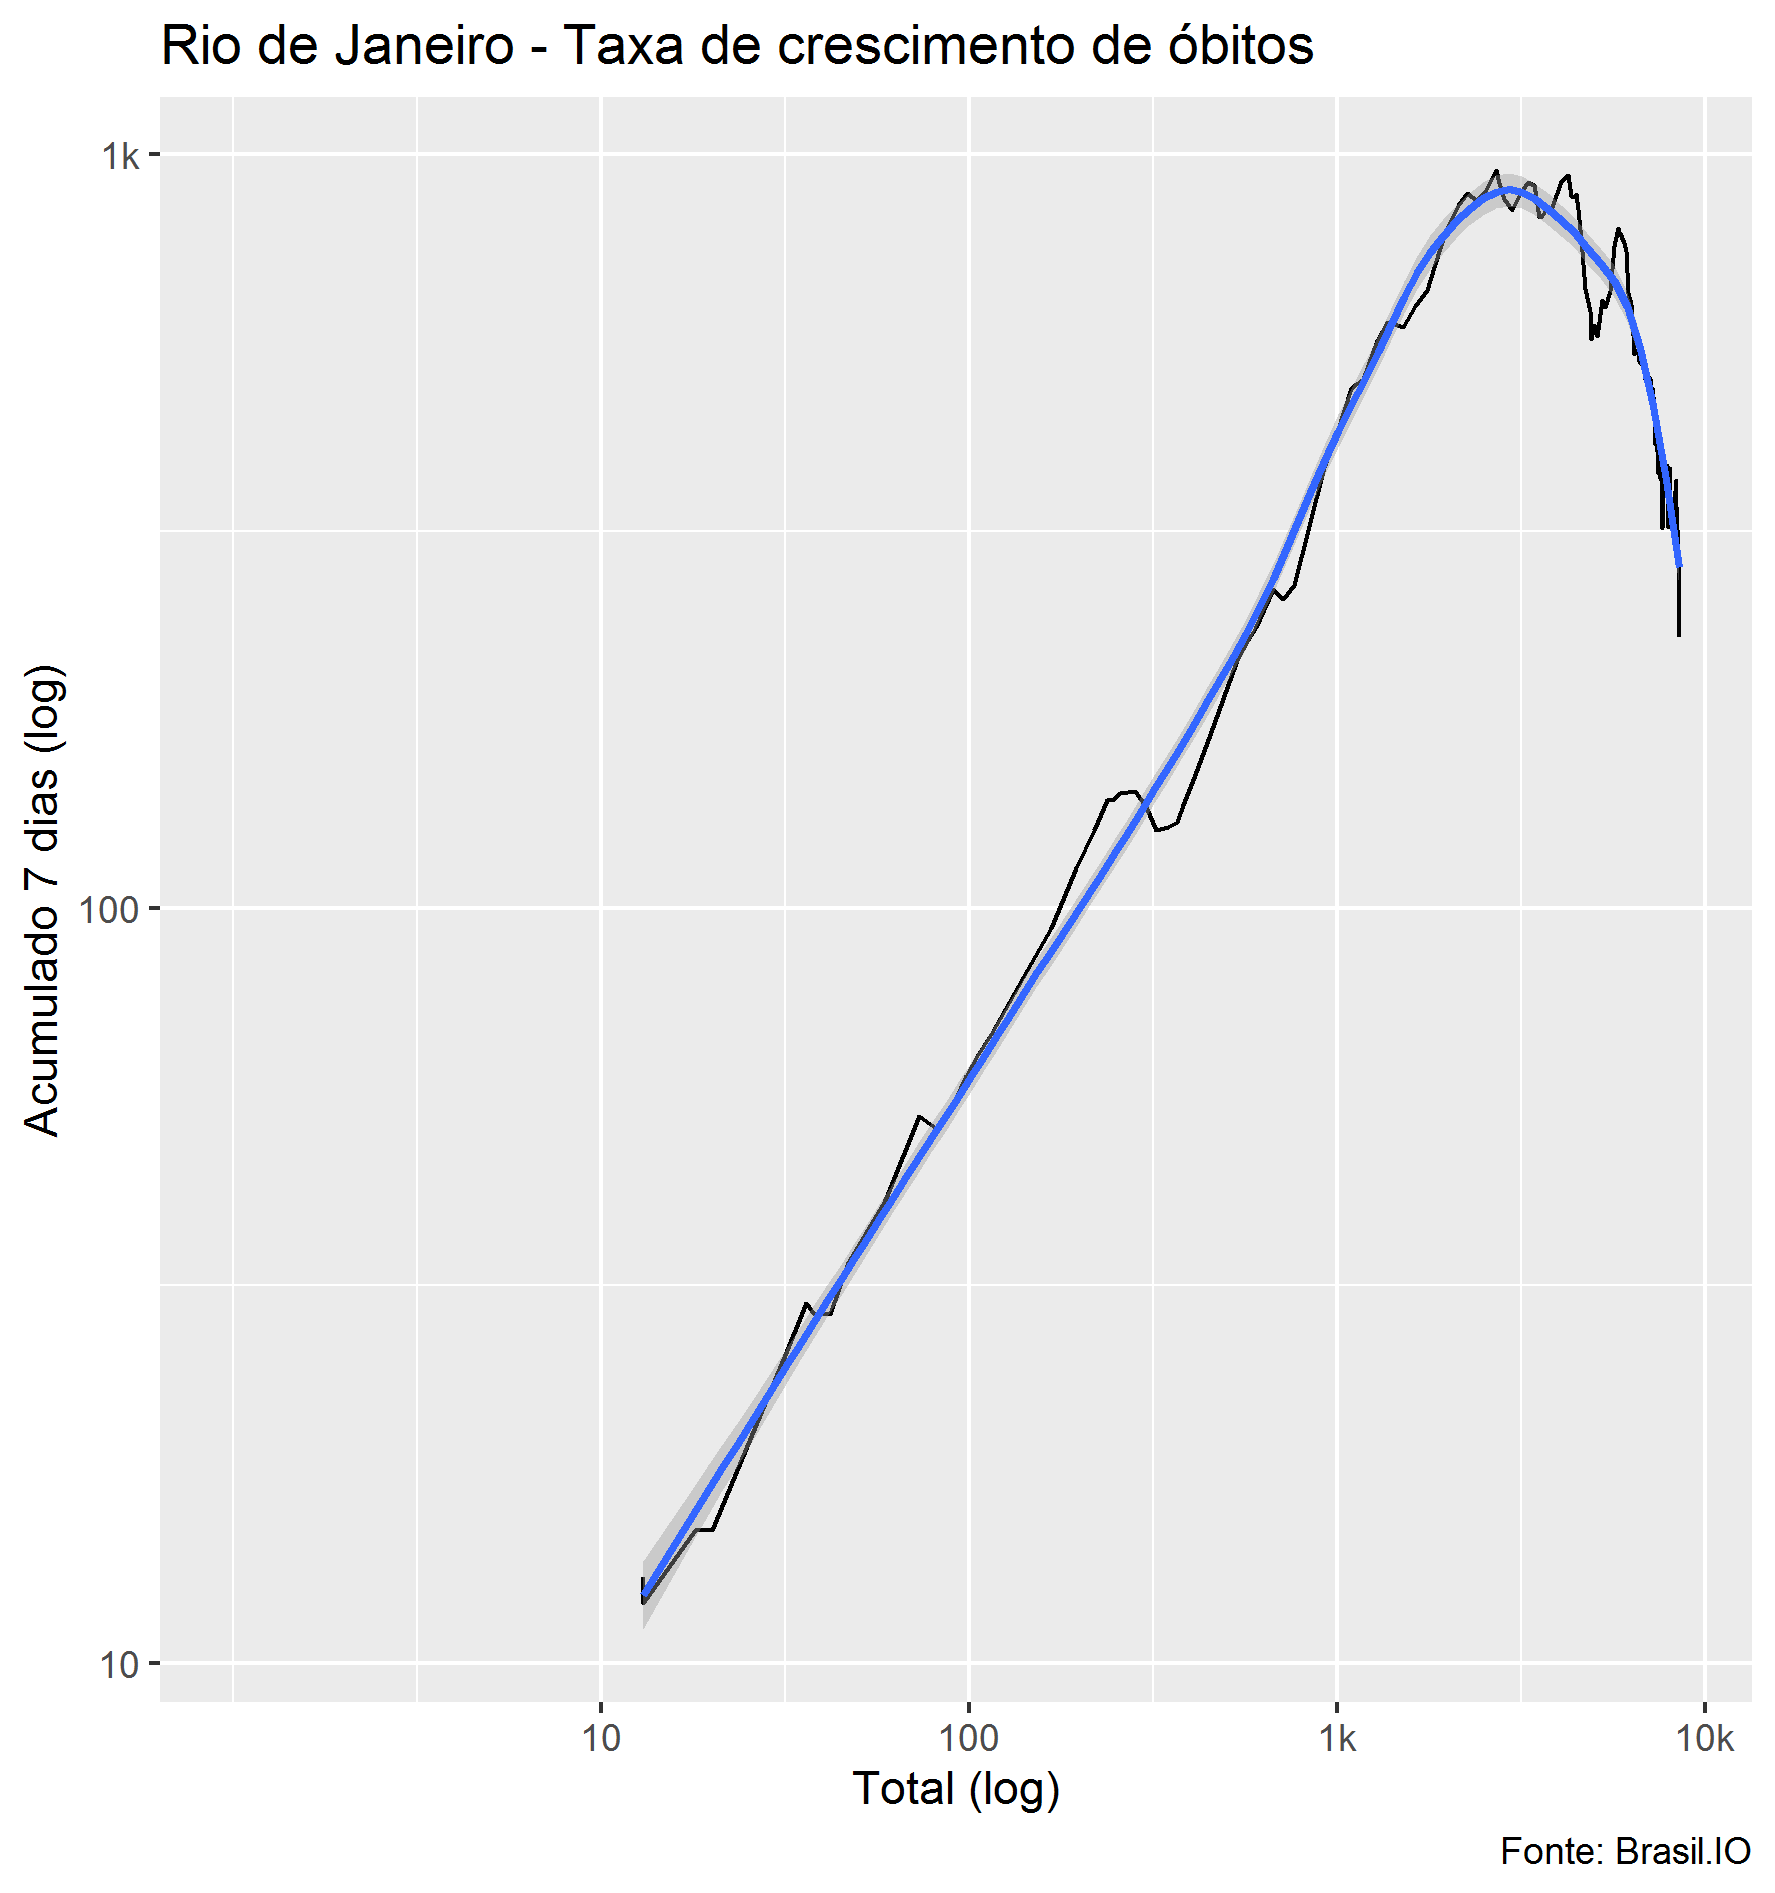 Rio de Janeiro - Taxa de crescimento de óbitos
1k
100
10
Acumulado 7 dias (log)
10 100 1k 10k
Total (log)
Fonte: Brasil.IO